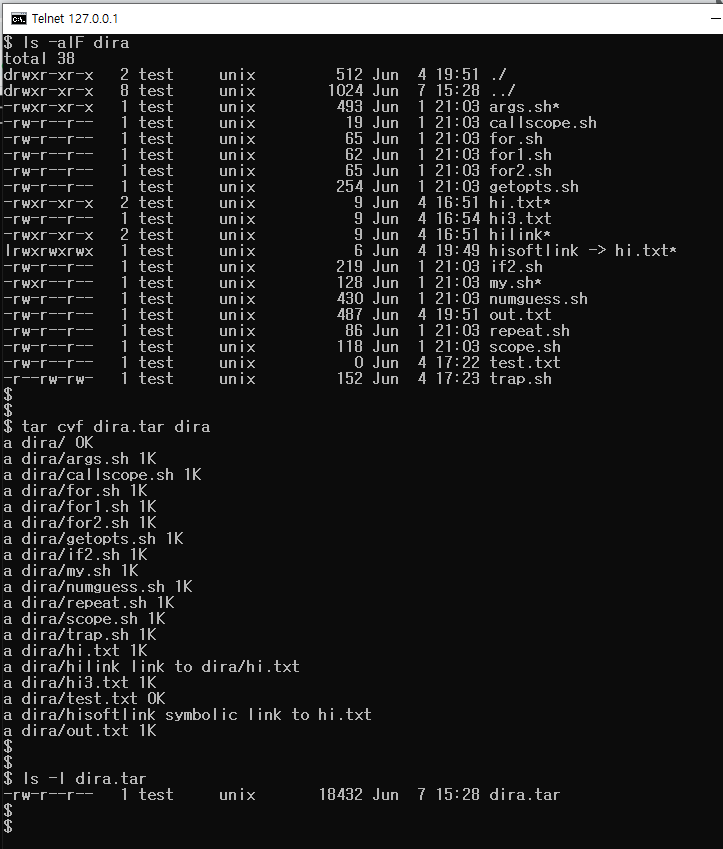 Telnet 127.0.0.1
$ ls -alF dira
total 38
drwxr-xr-x   2 test     unix         512 Jun  4 19:51 ./
drwxr-xr-x   8 test     unix        1024 Jun  7 15:28 ../
-rwxr-xr-x   1 test     unix         493 Jun  1 21:03 args.sh*
-rw-r--r--   1 test     unix          19 Jun  1 21:03 callscope.sh
-rw-r--r--   1 test     unix          65 Jun  1 21:03 for.sh
-rw-r--r--   1 test     unix          62 Jun  1 21:03 for1.sh
-rw-r--r--   1 test     unix          65 Jun  1 21:03 for2.sh
-rw-r--r--   1 test     unix         254 Jun  1 21:03 getopts.sh
-rwxr-xr-x   2 test     unix           9 Jun  4 16:51 hi.txt*
-rw-r--r--   1 test     unix           9 Jun  4 16:54 hi3.txt
-rwxr-xr-x   2 test     unix           9 Jun  4 16:51 hilink*
lrwxrwxrwx   1 test     unix           6 Jun  4 19:49 hisoftlink -> hi.txt*
-rw-r--r--   1 test     unix         219 Jun  1 21:03 if2.sh
-rwxr--r--   1 test     unix         128 Jun  1 21:03 my.sh*
-rw-r--r--   1 test     unix         430 Jun  1 21:03 numguess.sh
-rw-r--r--   1 test     unix         487 Jun  4 19:51 out.txt
-rw-r--r--   1 test     unix          86 Jun  1 21:03 repeat.sh
-rw-r--r--   1 test     unix         118 Jun  1 21:03 scope.sh
-rw-r--r--   1 test     unix           0 Jun  4 17:22 test.txt
-r--rw-rw-   1 test     unix         152 Jun  4 17:23 trap.sh
$
$
$ tar cvf dira.tar dira
a dira/ 0K
a dira/args.sh 1K
a dira/callscope.sh 1K
a dira/for.sh 1K
a dira/for1.sh 1K
a dira/for2.sh 1K
a dira/getopts.sh 1K
a dira/if2.sh 1K
a dira/my.sh 1K
a dira/numguess.sh 1K
a dira/repeat.sh 1K
a dira/scope.sh 1K
a dira/trap.sh 1K
a dira/hi.txt 1K
a dira/hilink link to dira/hi.txt
a dira/hi3.txt 1K
a dira/test.txt 0K
a dira/hisoftlink symbolic link to hi.txt
a dira/out.txt 1K
$
$
$ ls -l dira.tar
-rw-r--r--   1 test     unix       18432 Jun  7 15:28 dira.tar
$
$